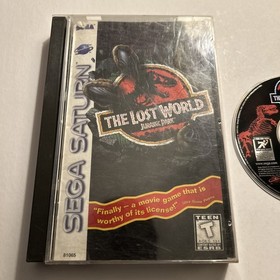 SEGA
SEGA SATURN
THE LOST WORLD
JURASSIC PARK
"Finally – a movie game that is
worthy of its license!"
TEEN
T
ESRB
81065